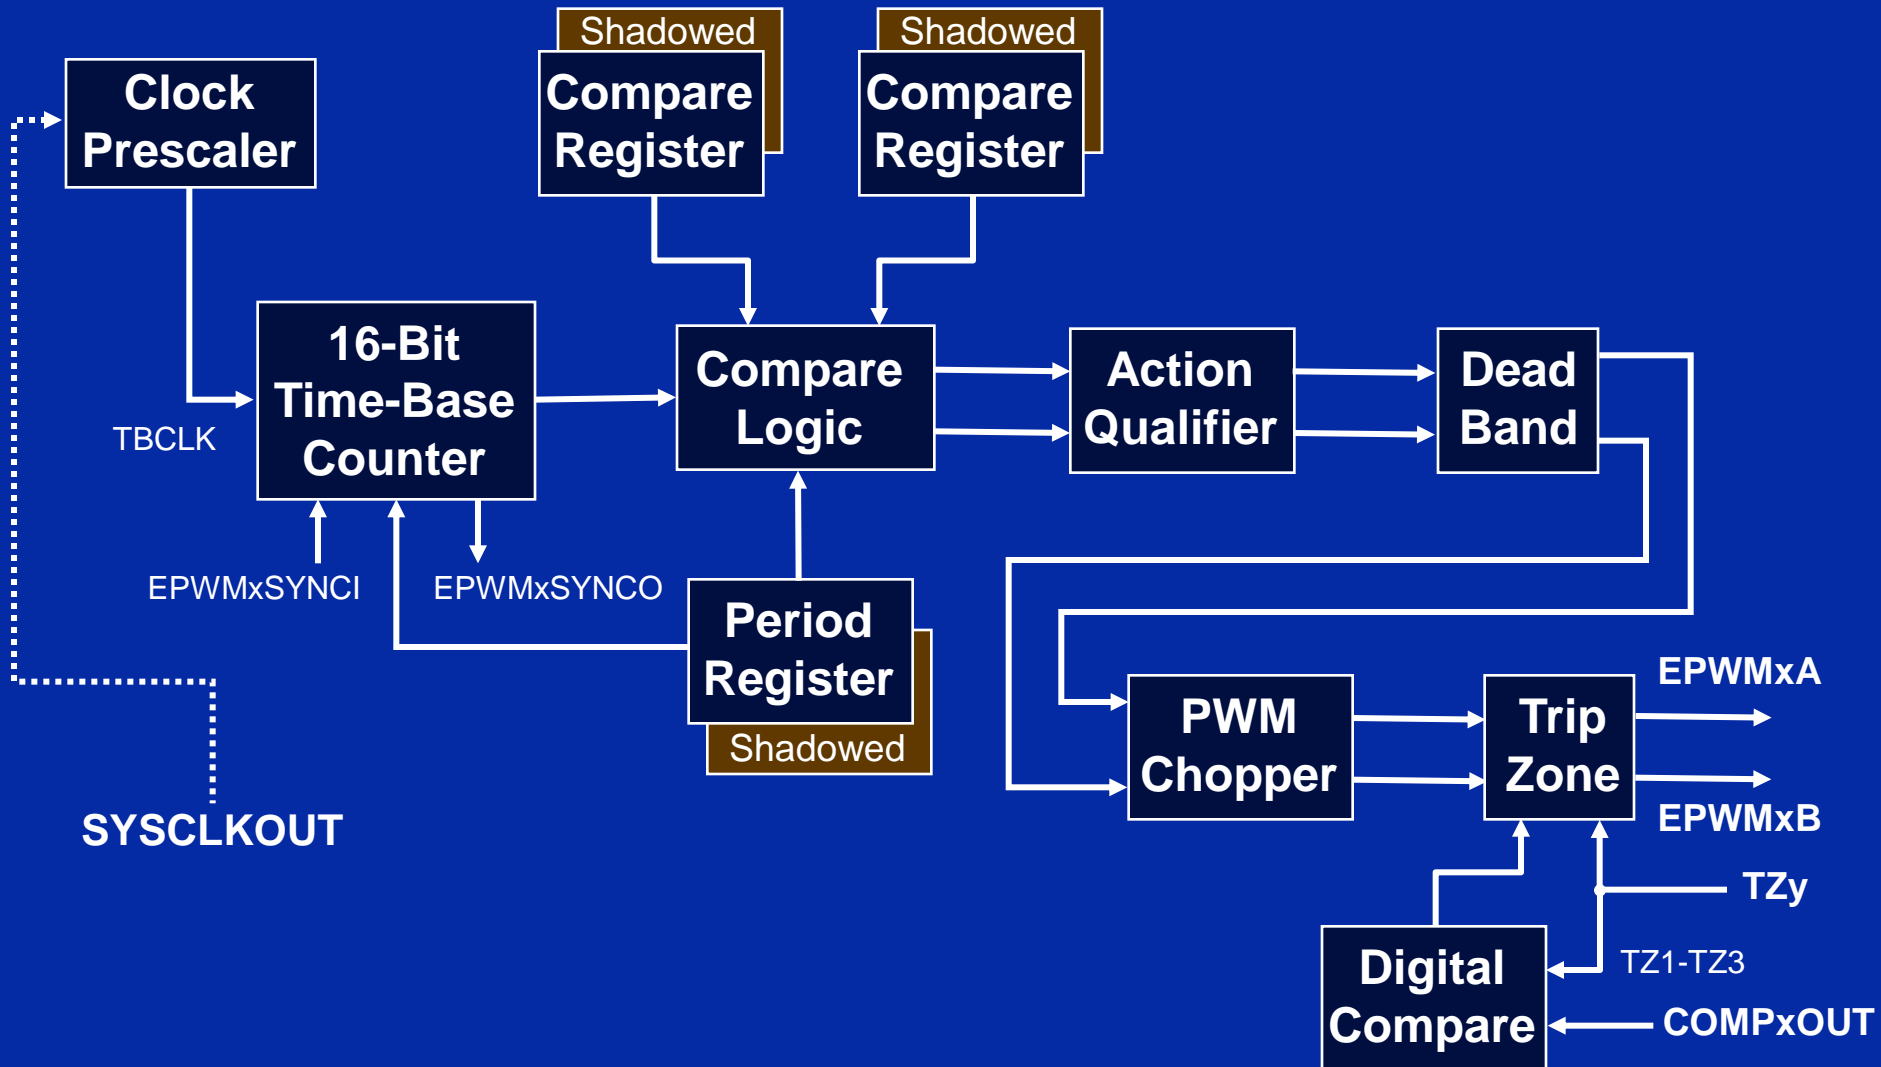 Shadowed
Compare
Register
Shadowed
Compare
Register
Clock
Prescaler
16-Bit
Time-Base
Counter
TBCLK
Compare
Logic
Action
Qualifier
Dead
Band
EPWMxSYNCI
EPWMxSYNCO
Period
Register
Shadowed
SYSCLKOUT
PWM
Chopper
Trip
Zone
EPWMxA
EPWMxB
TZy
TZ1-TZ3
Digital
Compare
COMPxOUT